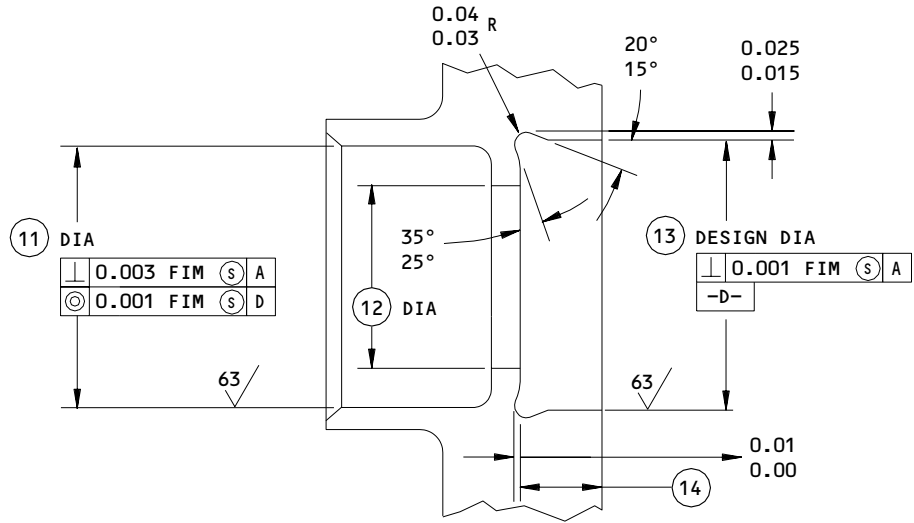 0.04
0.03 R
20°
15°
0.025
0.015
11 DIA
⊥ 0.003 FIM Ⓢ A
◎ 0.001 FIM Ⓢ D
35°
25°
12 DIA
13 DESIGN DIA
⊥ 0.001 FIM Ⓢ A
-D-
63
63
0.01
0.00
14